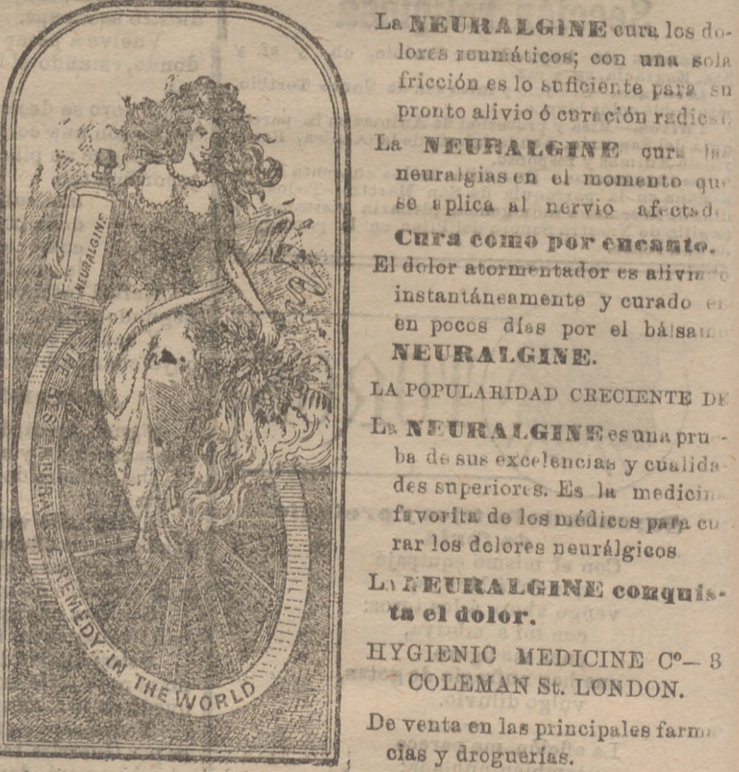 NEURALGINE
BEST NEURALGIC REMEDY IN THE WORLD
La NEURALGINE cura los do-
lores reumáticos; con una sola
fricción es lo suficiente para su
pronto alivio ó curación radical.
La NEURALGINE cura las
neuralgias en el momento que
se aplica al nervio afectado.
Cura como por encanto.
El dolor atormentador es alivia
instantáneamente y curado en
en pocos días por el bálsamo
NEURALGINE.
LA POPULARIDAD CRECIENTE DE
La NEURALGINE es una prue-
ba de sus excelencias y cualida-
des superiores. Es la medicina
favorita de los médicos para cu
rar los dolores neurálgicos
La NEURALGINE conquis-
ta el dolor.
HYGIENIC MEDICINE Cº— 8
COLEMAN St. LONDON.
De venta en las principales farma
cias y droguerías.